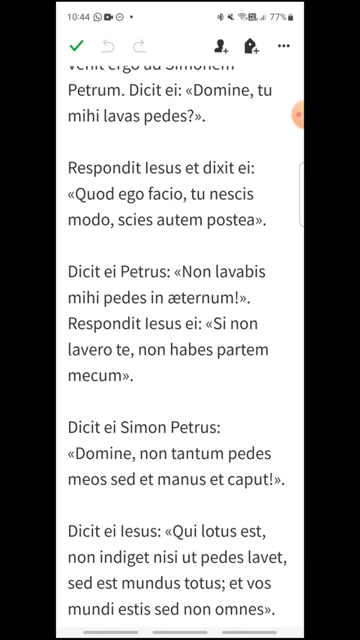 10:44
77%
venit ergo ad Simonem
Petrum. Dicit ei: «Domine, tu
mihi lavas pedes?».
Respondit Iesus et dixit ei:
«Quod ego facio, tu nescis
modo, scies autem postea».
Dicit ei Petrus: «Non lavabis
mihi pedes in æternum!».
Respondit Iesus ei: «Si non
lavero te, non habes partem
mecum».
Dicit ei Simon Petrus:
«Domine, non tantum pedes
meos sed et manus et caput!».
Dicit ei Iesus: «Qui lotus est,
non indiget nisi ut pedes lavet,
sed est mundus totus; et vos
mundi estis sed non omnes».